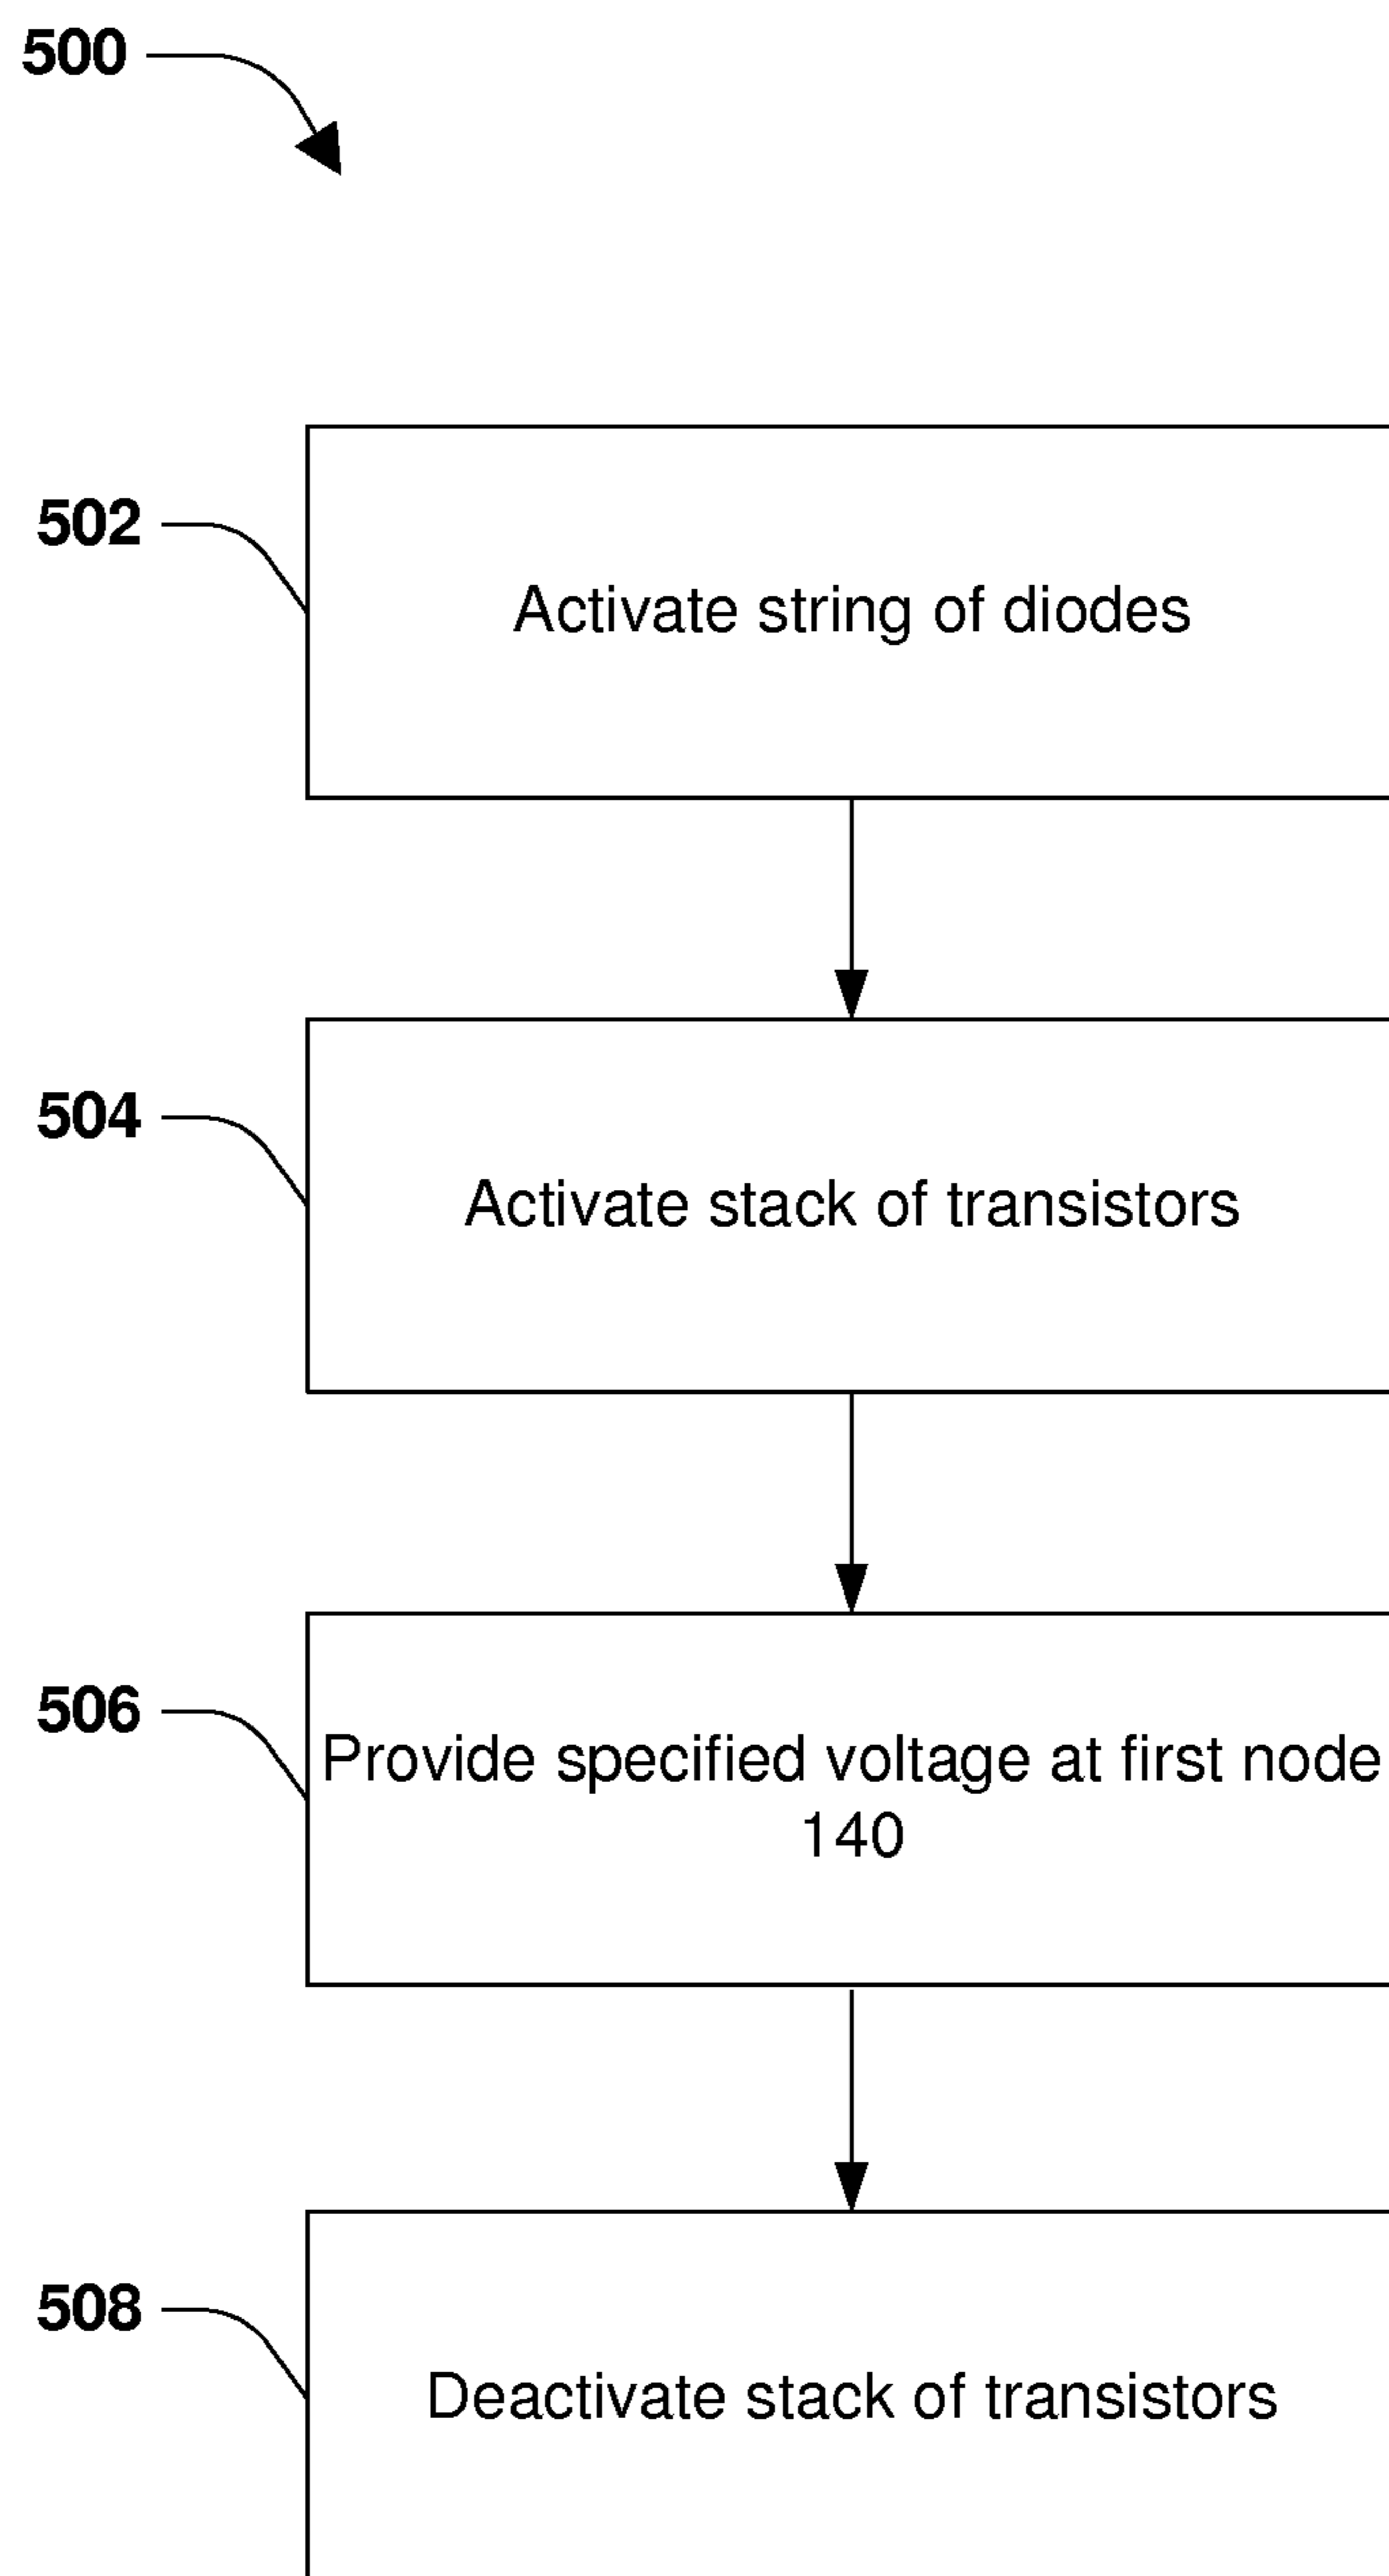 500
502
Activate string of diodes
504
Activate stack of transistors
506
Provide specified voltage at first node
140
508
Deactivate stack of transistors